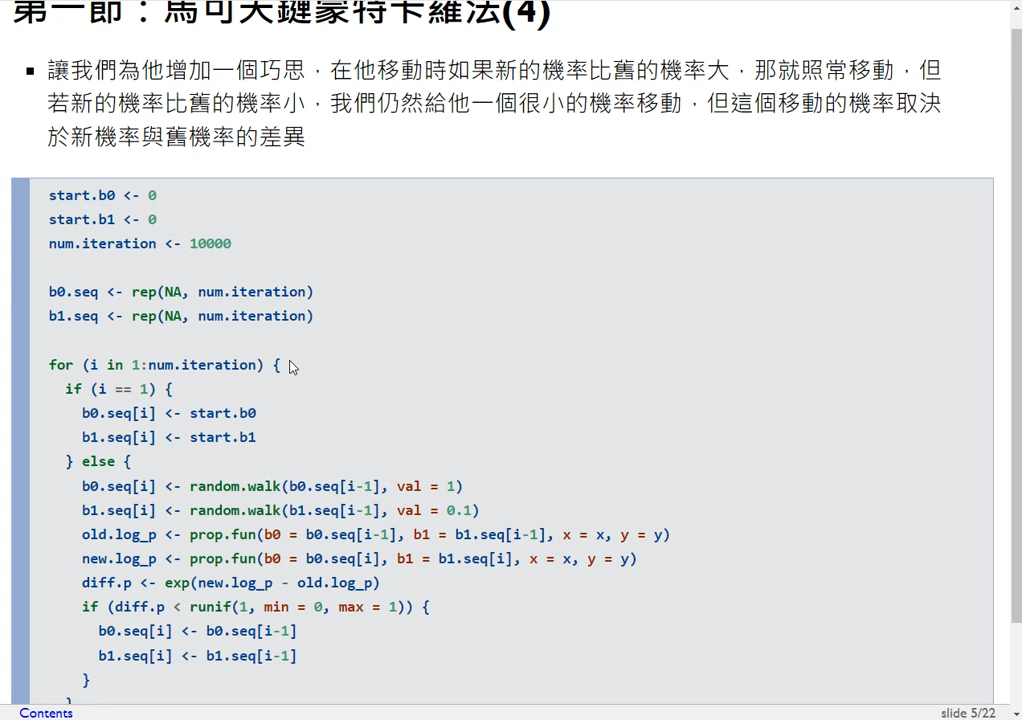 第一節：馬可夫鏈蒙特卡羅法(4)
▪ 讓我們為他增加一個巧思，在他移動時如果新的機率比舊的機率大，那就照常移動，但
若新的機率比舊的機率小，我們仍然給他一個很小的機率移動，但這個移動的機率取決
於新機率與舊機率的差異
start.b0 <- 0
start.b1 <- 0
num.iteration <- 10000
b0.seq <- rep(NA, num.iteration)
b1.seq <- rep(NA, num.iteration)
for (i in 1:num.iteration) {
  if (i == 1) {
    b0.seq[i] <- start.b0
    b1.seq[i] <- start.b1
  } else {
    b0.seq[i] <- random.walk(b0.seq[i-1], val = 1)
    b1.seq[i] <- random.walk(b1.seq[i-1], val = 0.1)
    old.log_p <- prop.fun(b0 = b0.seq[i-1], b1 = b1.seq[i-1], x = x, y = y)
    new.log_p <- prop.fun(b0 = b0.seq[i], b1 = b1.seq[i], x = x, y = y)
    diff.p <- exp(new.log_p - old.log_p)
    if (diff.p < runif(1, min = 0, max = 1)) {
      b0.seq[i] <- b0.seq[i-1]
      b1.seq[i] <- b1.seq[i-1]
    }
  }
Contents
slide 5/22